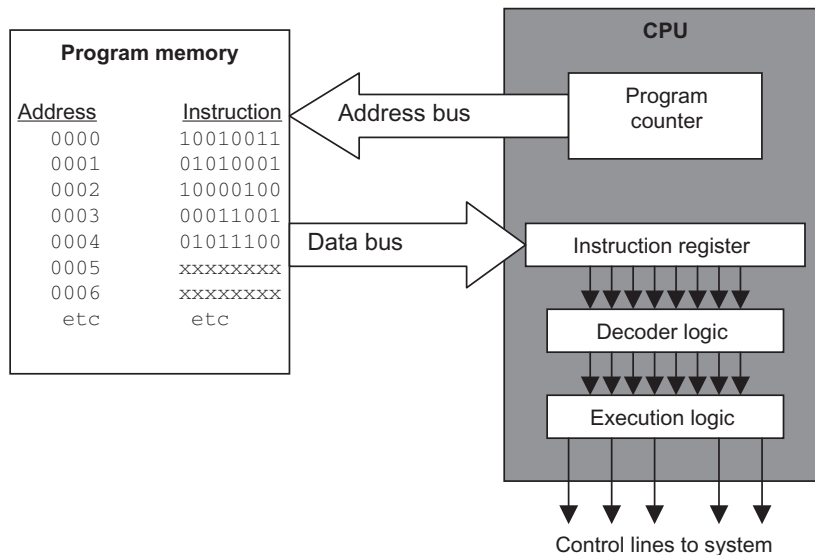 Program memory
Address Instruction
0000 10010011
0001 01010001
0002 10000100
0003 00011001
0004 01011100
0005 xxxxxxxx
0006 xxxxxxxx
etc etc
Address bus
Data bus
CPU
Program
counter
Instruction register
Decoder logic
Execution logic
Control lines to system